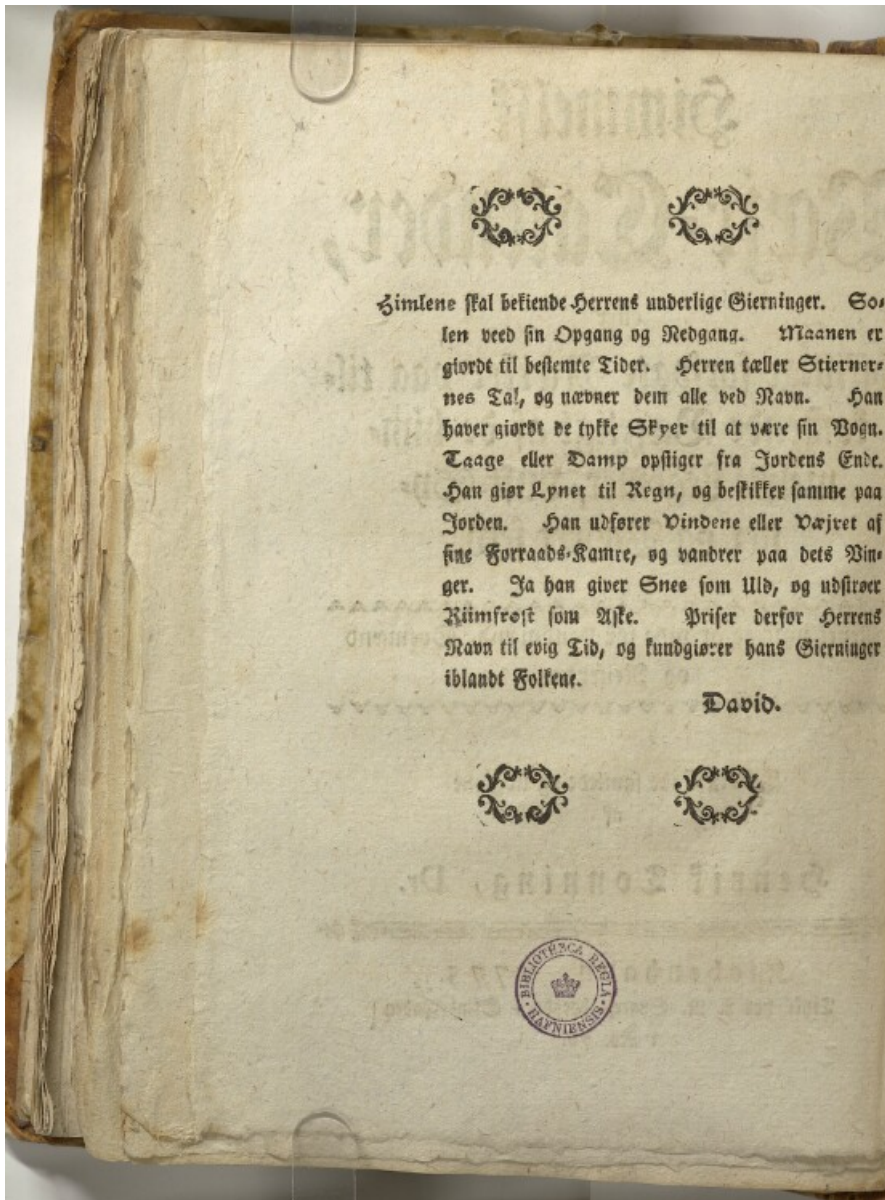 Himlene skal bekiende Herrens underlige Gierninger. So-
len veed sin Opgang og Nedgang. Maanen er
giordt til bestemte Tider. Herren tæller Stierner-
nes Tal, og nævner dem alle ved Navn. Han
haver giordt de tykke Skyer til at være sin Vogn.
Taage eller Damp opstiger fra Jordens Ende.
Han giør Lynet til Regn, og beskikker samme paa
Jorden. Han udfører Vindene eller Væjret af
sine Forraads-Kamre, og vandrer paa dets Vin-
ger. Ja han giver Snee som Uld, og udstrøer
Riimfrost som Aske. Priser derfor Herrens
Navn til evig Tid, og kundgiører hans Gierninger
iblandt Folkene.
David.
BIBLIOTHECA REGIA
HAFNIENSIS